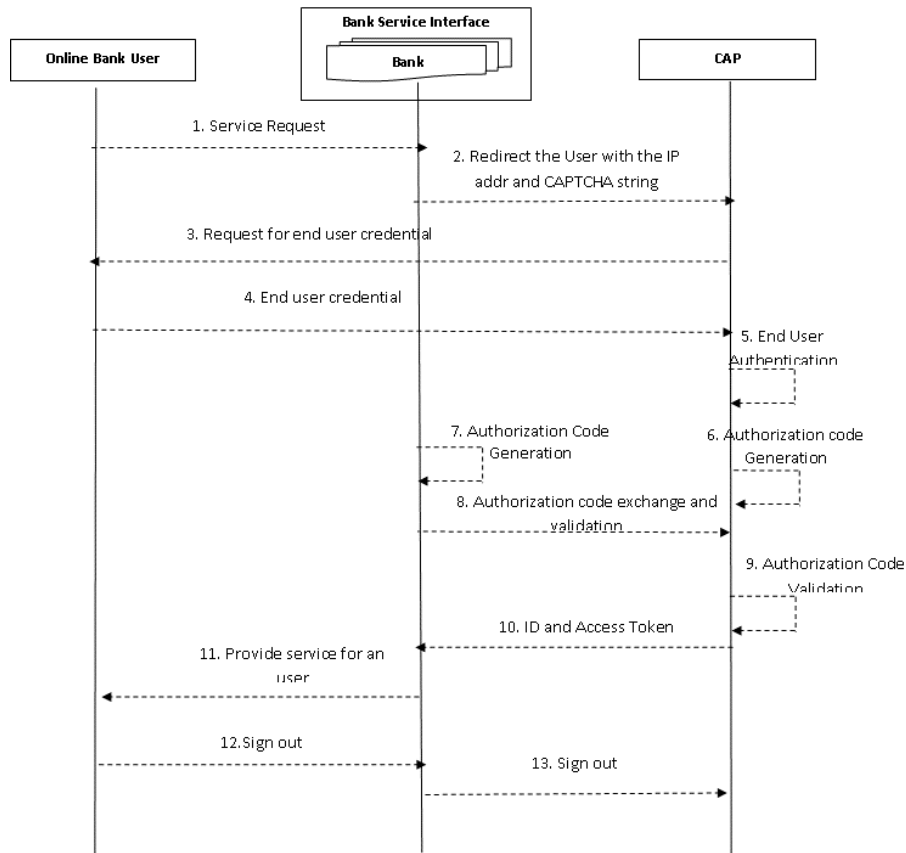 Bank Service Interface
Online Bank User
Bank
CAP
1. Service Request
2. Redirect the User with the IP
addr and CAPTCHA string
3. Request for end user credential
4. End user credential
5. End User
Authentication
7. Authorization Code
Generation
6. Authorization code
Generation
8. Authorization code exchange and
validation
9. Authorization Code
Validation
10. ID and Access Token
11. Provide service for an
user
12.Sign out
13. Sign out